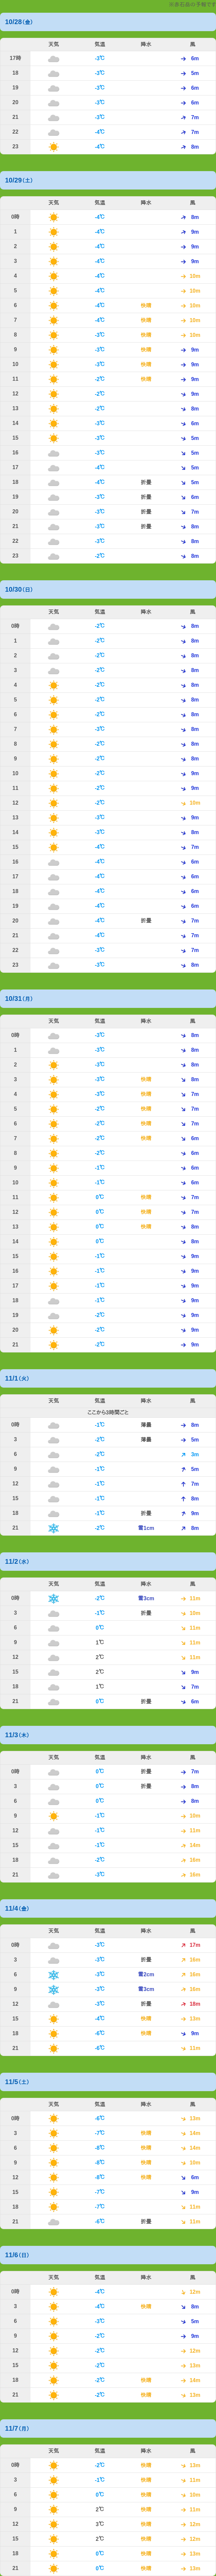 10/28(金)
天気 気温 降水 風
17時 -3℃ 6m
18 -3℃ 5m
19 -3℃ 6m
20 -3℃ 6m
21 -3℃ 7m
22 -4℃ 7m
23 -4℃ 8m
10/29(土)
天気 気温 降水 風
0時 -4℃ 8m
1 -4℃ 9m
2 -4℃ 9m
3 -4℃ 9m
4 -4℃ 10m
5 -4℃ 10m
6 -4℃ 快晴 10m
7 -4℃ 快晴 10m
8 -3℃ 快晴 10m
9 -3℃ 快晴 9m
10 -3℃ 快晴 9m
11 -2℃ 快晴 9m
12 -2℃ 9m
13 -2℃ 8m
14 -3℃ 6m
15 -3℃ 5m
16 -3℃ 5m
17 -4℃ 5m
18 -4℃ 折曇 5m
19 -3℃ 折曇 6m
20 -3℃ 折曇 7m
21 -3℃ 折曇 8m
22 -3℃ 8m
23 -2℃ 8m
10/30(日)
天気 気温 降水 風
0時 -2℃ 8m
1 -2℃ 8m
2 -2℃ 8m
3 -2℃ 8m
4 -2℃ 8m
5 -2℃ 8m
6 -2℃ 8m
7 -3℃ 8m
8 -2℃ 8m
9 -2℃ 8m
10 -2℃ 9m
11 -2℃ 9m
12 -2℃ 10m
13 -3℃ 9m
14 -3℃ 8m
15 -4℃ 7m
16 -4℃ 6m
17 -4℃ 6m
18 -4℃ 6m
19 -4℃ 6m
20 -4℃ 折曇 7m
21 -4℃ 7m
22 -3℃ 7m
23 -3℃ 8m
10/31(月)
天気 気温 降水 風
0時 -3℃ 8m
1 -3℃ 8m
2 -3℃ 8m
3 -3℃ 快晴 8m
4 -3℃ 快晴 7m
5 -2℃ 快晴 7m
6 -2℃ 快晴 7m
7 -2℃ 快晴 6m
8 -2℃ 6m
9 -1℃ 6m
10 -1℃ 6m
11 0℃ 快晴 7m
12 0℃ 快晴 7m
13 0℃ 快晴 8m
14 0℃ 8m
15 -1℃ 9m
16 -1℃ 9m
17 -1℃ 9m
18 -1℃ 9m
19 -2℃ 9m
20 -2℃ 9m
21 -2℃ 9m
11/1(火)
天気 気温 降水 風
ここから3時間ごと
0時 -1℃ 薄曇 8m
3 -2℃ 薄曇 5m
6 -2℃ 3m
9 -1℃ 5m
12 -1℃ 7m
15 -1℃ 8m
18 -1℃ 折曇 9m
21 -2℃ 雪1cm 8m
11/2(水)
天気 気温 降水 風
0時 -2℃ 雪3cm 11m
3 -1℃ 折曇 10m
6 0℃ 11m
9 1℃ 11m
12 2℃ 11m
15 2℃ 9m
18 1℃ 7m
21 0℃ 折曇 6m
11/3(木)
天気 気温 降水 風
0時 0℃ 折曇 7m
3 0℃ 折曇 8m
6 0℃ 8m
9 -1℃ 10m
12 -1℃ 11m
15 -1℃ 14m
18 -2℃ 16m
21 -3℃ 16m
11/4(金)
天気 気温 降水 風
0時 -3℃ 17m
3 -3℃ 折曇 16m
6 -3℃ 雪2cm 16m
9 -3℃ 雪3cm 16m
12 -3℃ 折曇 18m
15 -4℃ 快晴 13m
18 -6℃ 快晴 9m
21 -6℃ 11m
11/5(土)
天気 気温 降水 風
0時 -6℃ 13m
3 -7℃ 快晴 14m
6 -8℃ 快晴 14m
9 -8℃ 快晴 10m
12 -8℃ 快晴 6m
15 -7℃ 9m
18 -7℃ 11m
21 -6℃ 折曇 11m
11/6(日)
天気 気温 降水 風
0時 -4℃ 12m
3 -4℃ 快晴 8m
6 -3℃ 5m
9 -2℃ 9m
12 -2℃ 12m
15 -2℃ 13m
18 -2℃ 快晴 14m
21 -2℃ 快晴 13m
11/7(月)
天気 気温 降水 風
0時 -2℃ 快晴 13m
3 -1℃ 快晴 11m
6 0℃ 快晴 10m
9 2℃ 快晴 11m
12 3℃ 快晴 12m
15 2℃ 快晴 12m
18 0℃ 快晴 13m
21 0℃ 快晴 13m